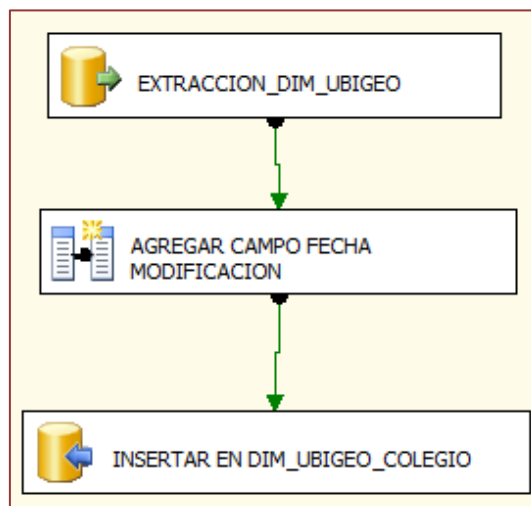 EXTRACCION_DIM_UBIGEO
AGREGAR CAMPO FECHA
MODIFICACION
INSERTAR EN DIM_UBIGEO_COLEGIO